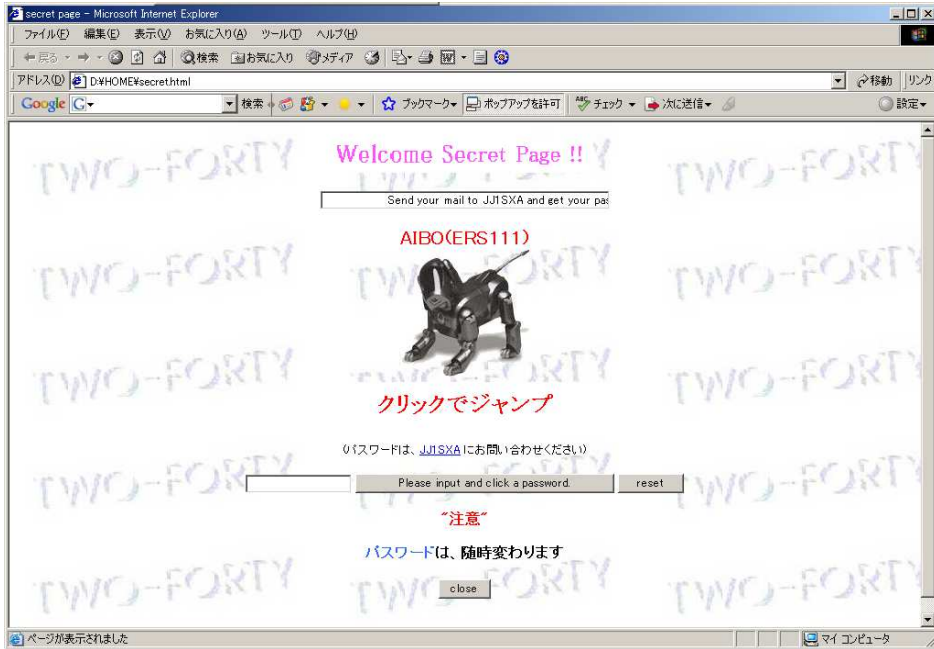 secret page - Microsoft Internet Explorer
ファイル(F) 編集(E) 表示(V) お気に入り(A) ツール(T) ヘルプ(H)
戻る 検索 お気に入り メディア
アドレス(D) D:¥HOME¥secret.html 移動 リンク
Google G 検索 ブックマーク ポップアップを許可 ABC チェック 次に送信 設定
Welcome Secret Page !!
Send your mail to JJ1SXA and get your pas
AIBO(ERS111)
TWO-FORTY
クリックでジャンプ
(パスワードは、JJ1SXA にお問い合わせください)
Please input and click a password. reset
"注意"
パスワードは、随時変わります
close
ページが表示されました マイ コンピュータ